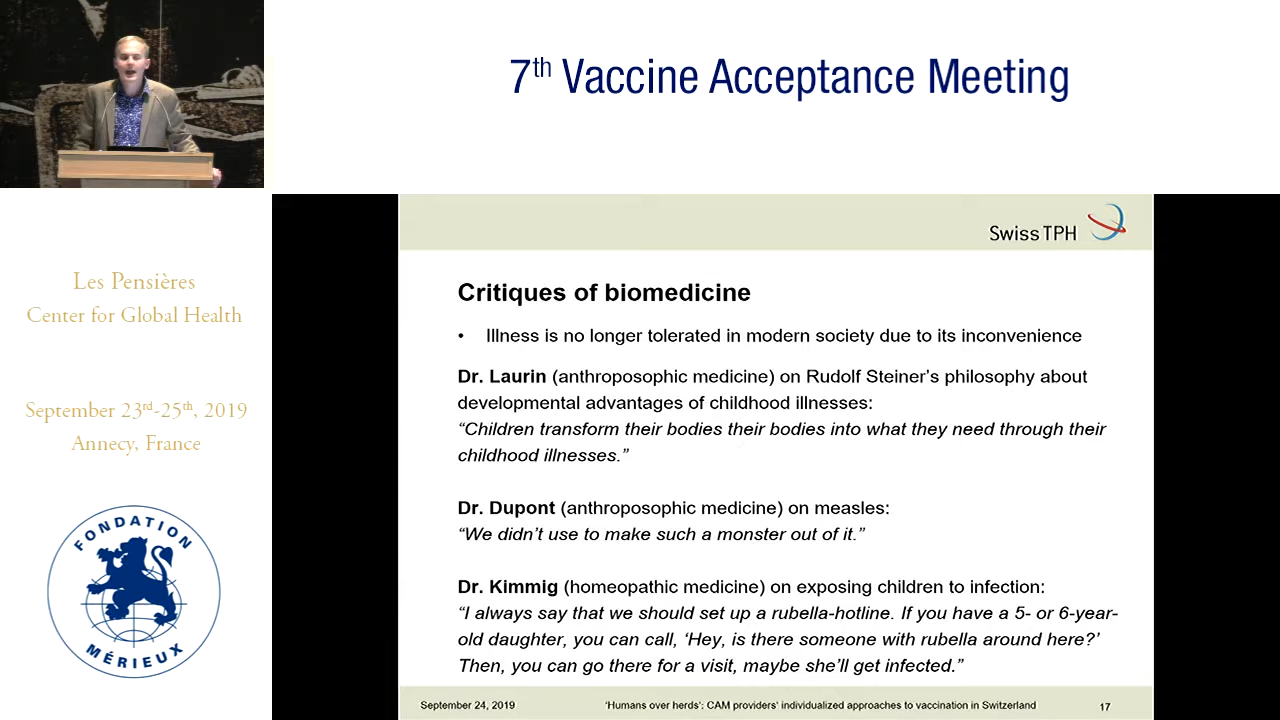 7th Vaccine Acceptance Meeting
Les Pensières
Center for Global Health
September 23rd-25th, 2019
Annecy, France
FONDATION
MÉRIEUX
Swiss TPH
Critiques of biomedicine
• Illness is no longer tolerated in modern society due to its inconvenience
Dr. Laurin (anthroposophic medicine) on Rudolf Steiner's philosophy about
developmental advantages of childhood illnesses:
“Children transform their bodies their bodies into what they need through their
childhood illnesses.”
Dr. Dupont (anthroposophic medicine) on measles:
“We didn't use to make such a monster out of it.”
Dr. Kimmig (homeopathic medicine) on exposing children to infection:
“I always say that we should set up a rubella-hotline. If you have a 5- or 6-year-
old daughter, you can call, ‘Hey, is there someone with rubella around here?’
Then, you can go there for a visit, maybe she'll get infected.”
September 24, 2019 ‘Humans over herds’: CAM providers’ individualized approaches to vaccination in Switzerland 17